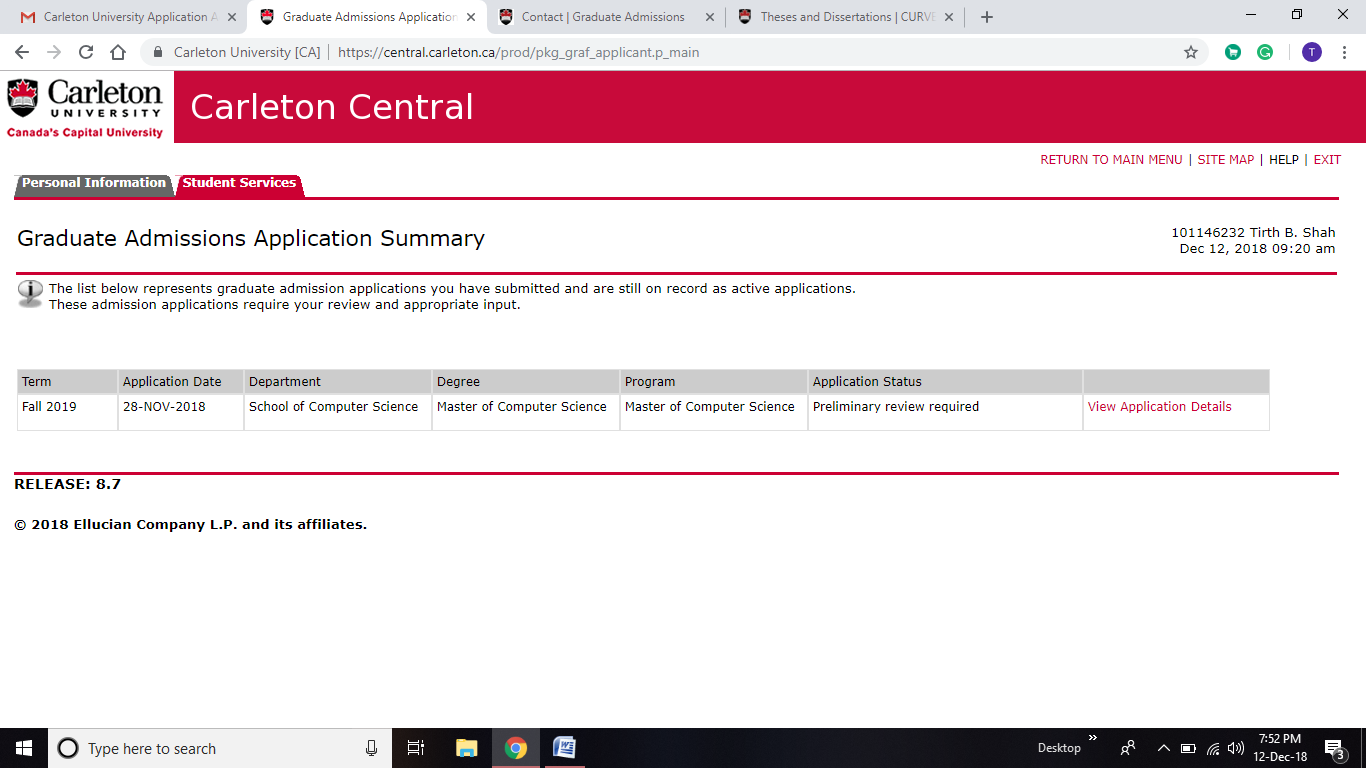 Carleton University Application A
Graduate Admissions Application
Contact | Graduate Admissions
Theses and Dissertations | CURVE
Carleton University [CA] | https://central.carleton.ca/prod/pkg_graf_applicant.p_main
T
Carleton
UNIVERSITY
Canada's Capital University
Carleton Central
RETURN TO MAIN MENU | SITE MAP | HELP | EXIT
Personal Information Student Services
Graduate Admissions Application Summary
101146232 Tirth B. Shah
Dec 12, 2018 09:20 am
The list below represents graduate admission applications you have submitted and are still on record as active applications.
These admission applications require your review and appropriate input.
Term Application Date Department Degree Program Application Status
Fall 2019 28-NOV-2018 School of Computer Science Master of Computer Science Master of Computer Science Preliminary review required View Application Details
RELEASE: 8.7
© 2018 Ellucian Company L.P. and its affiliates.
Type here to search
Desktop
7:52 PM
12-Dec-18
3